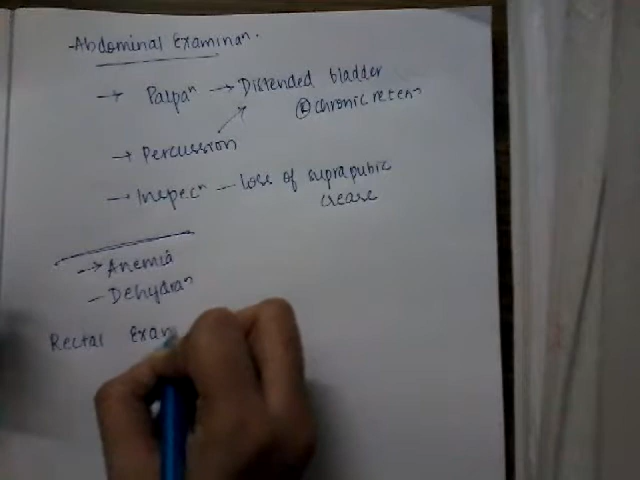 - Abdominal Examinaⁿ.
→ Palpaⁿ → Distended bladder
Ⓒ chronic retenⁿ
→ Percussion
→ Inspecⁿ - loss of suprapubic
crease
→ Anemia
- Dehydraⁿ
Rectal Exam